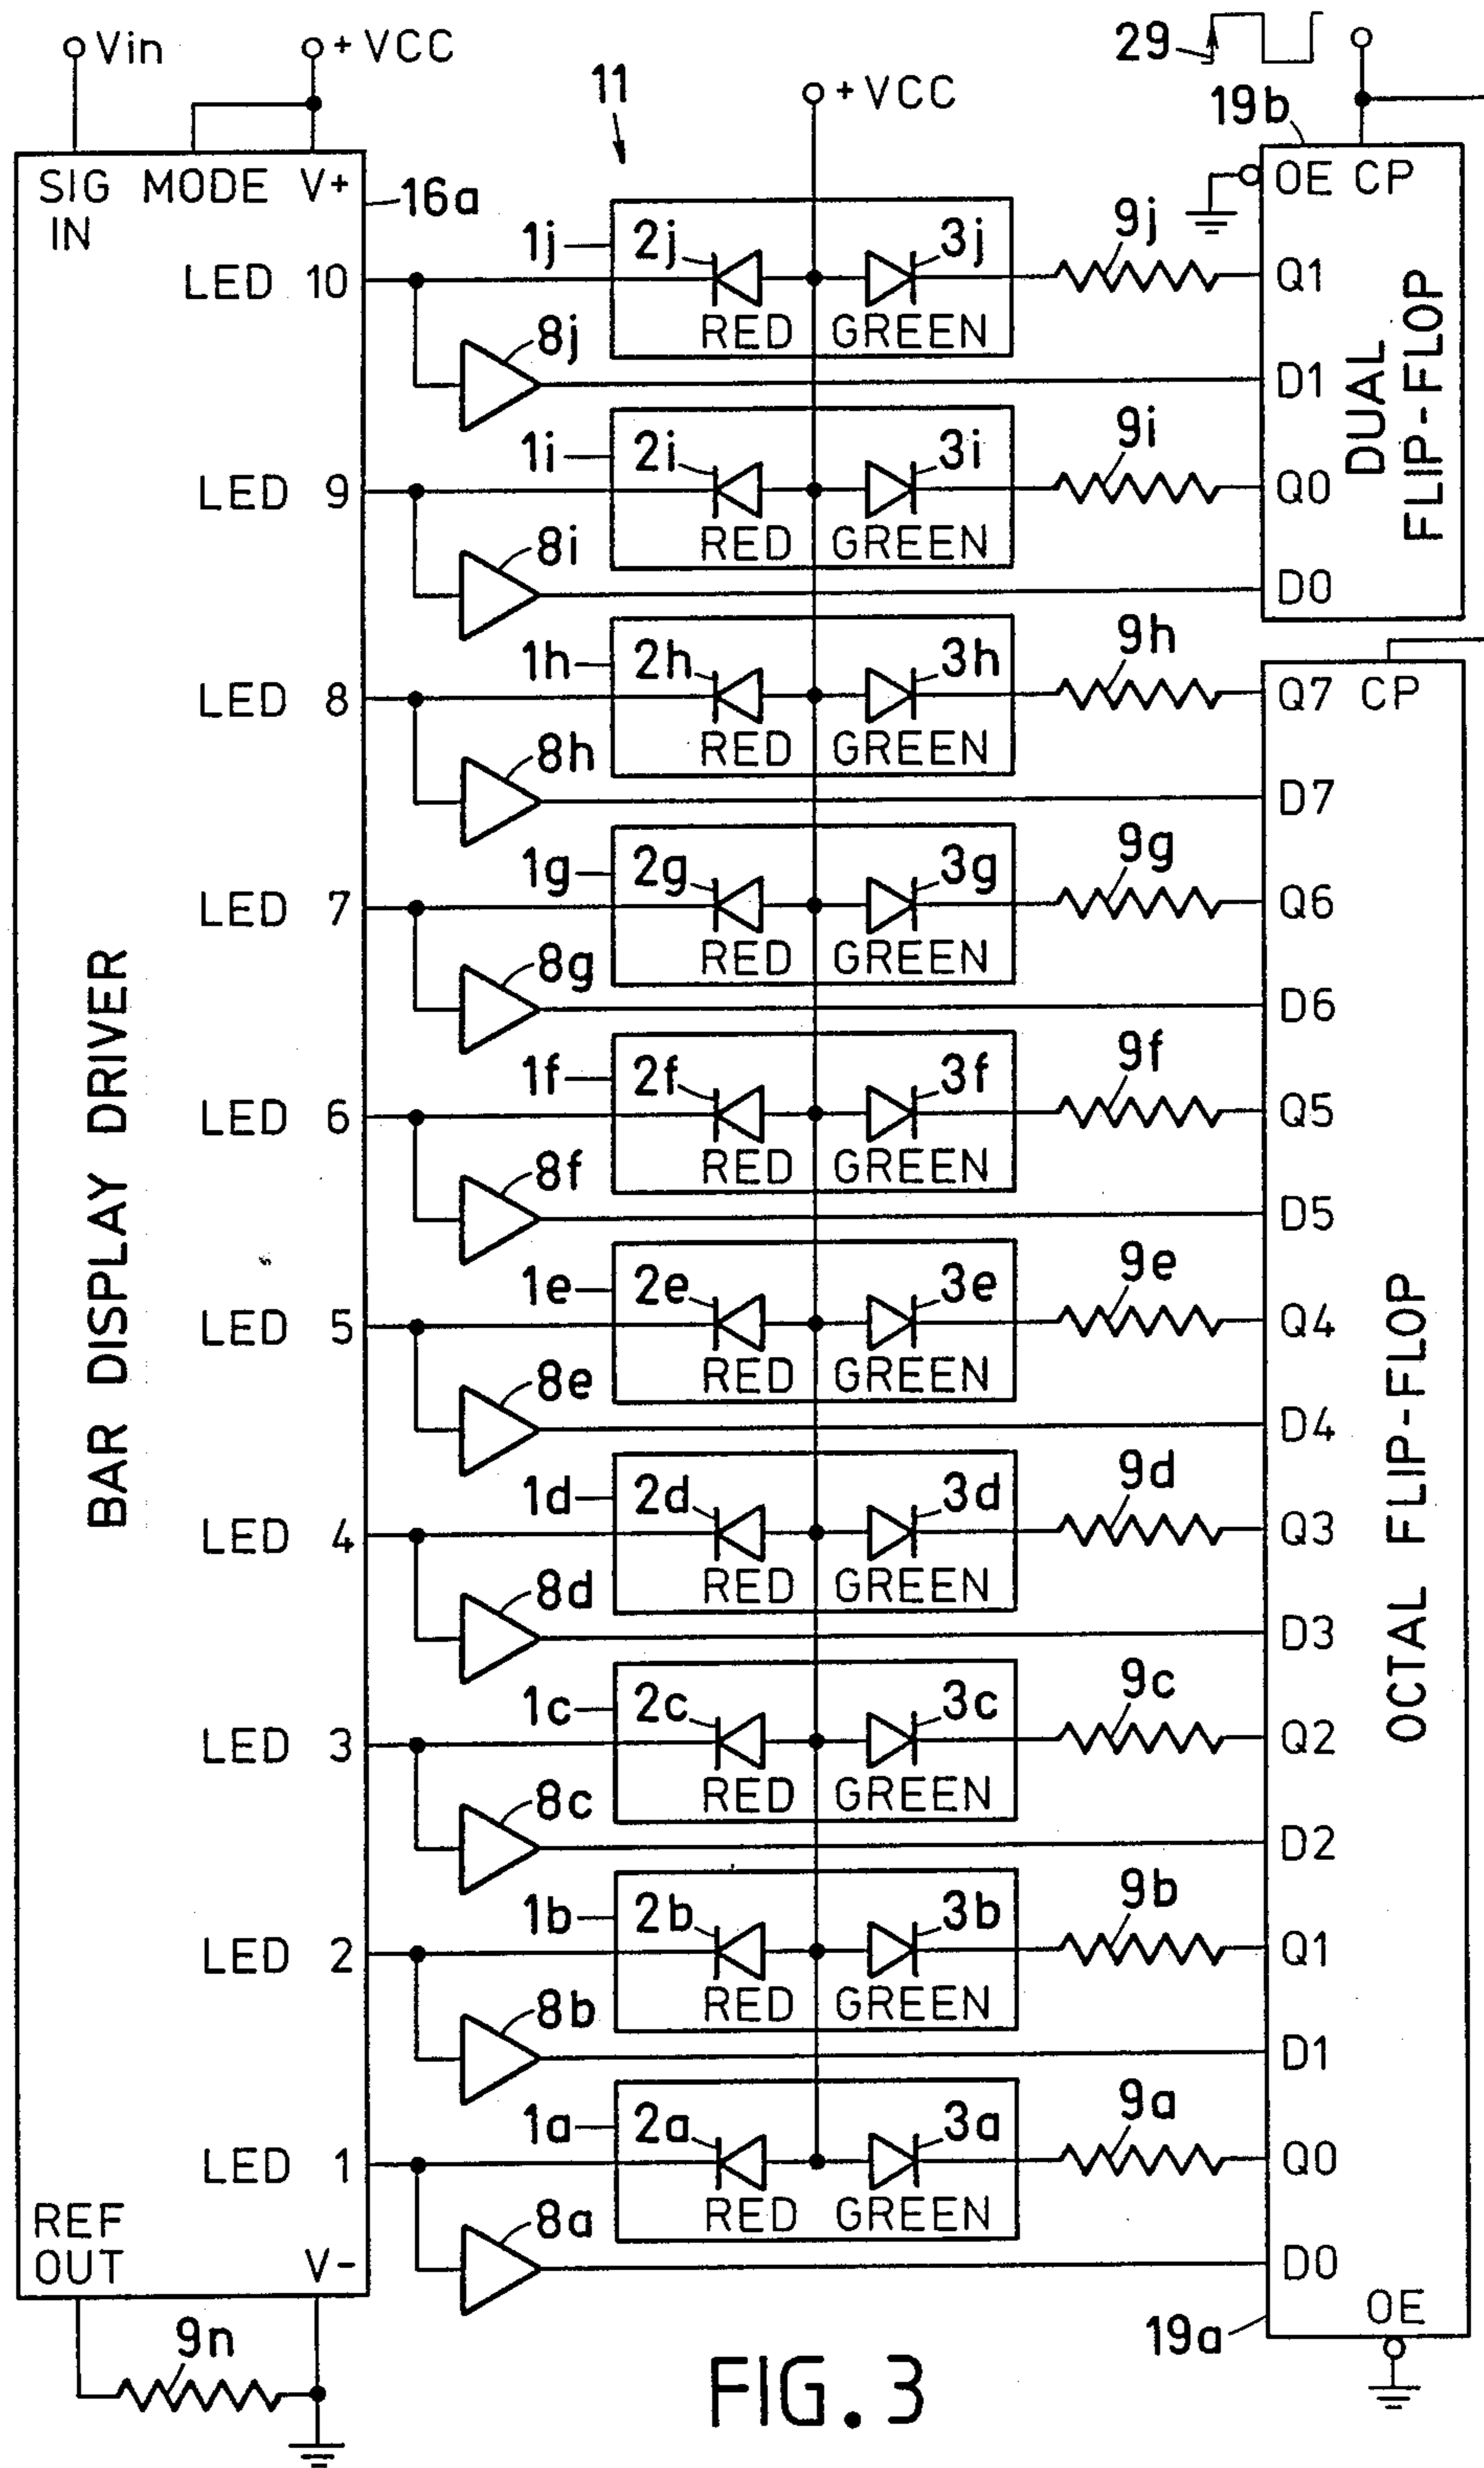 Vin
+ VCC
29
11
+ VCC
19b
SIG IN MODE V+
16a
OE CP
1j 2j 3j 9j
LED 10 Q1
RED GREEN
8j
D1
1i 2i 3i 9i
LED 9 Q0
RED GREEN
8i
D0
DUAL FLIP-FLOP
1h 2h 3h 9h
LED 8 Q7 CP
RED GREEN
8h
D7
1g 2g 3g 9g
LED 7 Q6
RED GREEN
8g
D6
1f 2f 3f 9f
LED 6 Q5
RED GREEN
8f
D5
BAR DISPLAY DRIVER
1e 2e 3e 9e
LED 5 Q4
RED GREEN
8e
D4
OCTAL FLIP-FLOP
1d 2d 3d 9d
LED 4 Q3
RED GREEN
8d
D3
1c 2c 3c 9c
LED 3 Q2
RED GREEN
8c
D2
1b 2b 3b 9b
LED 2 Q1
RED GREEN
8b
D1
1a 2a 3a 9a
LED 1 Q0
RED GREEN
8a
D0
REF OUT V-
OE
19a
9n
FIG. 3